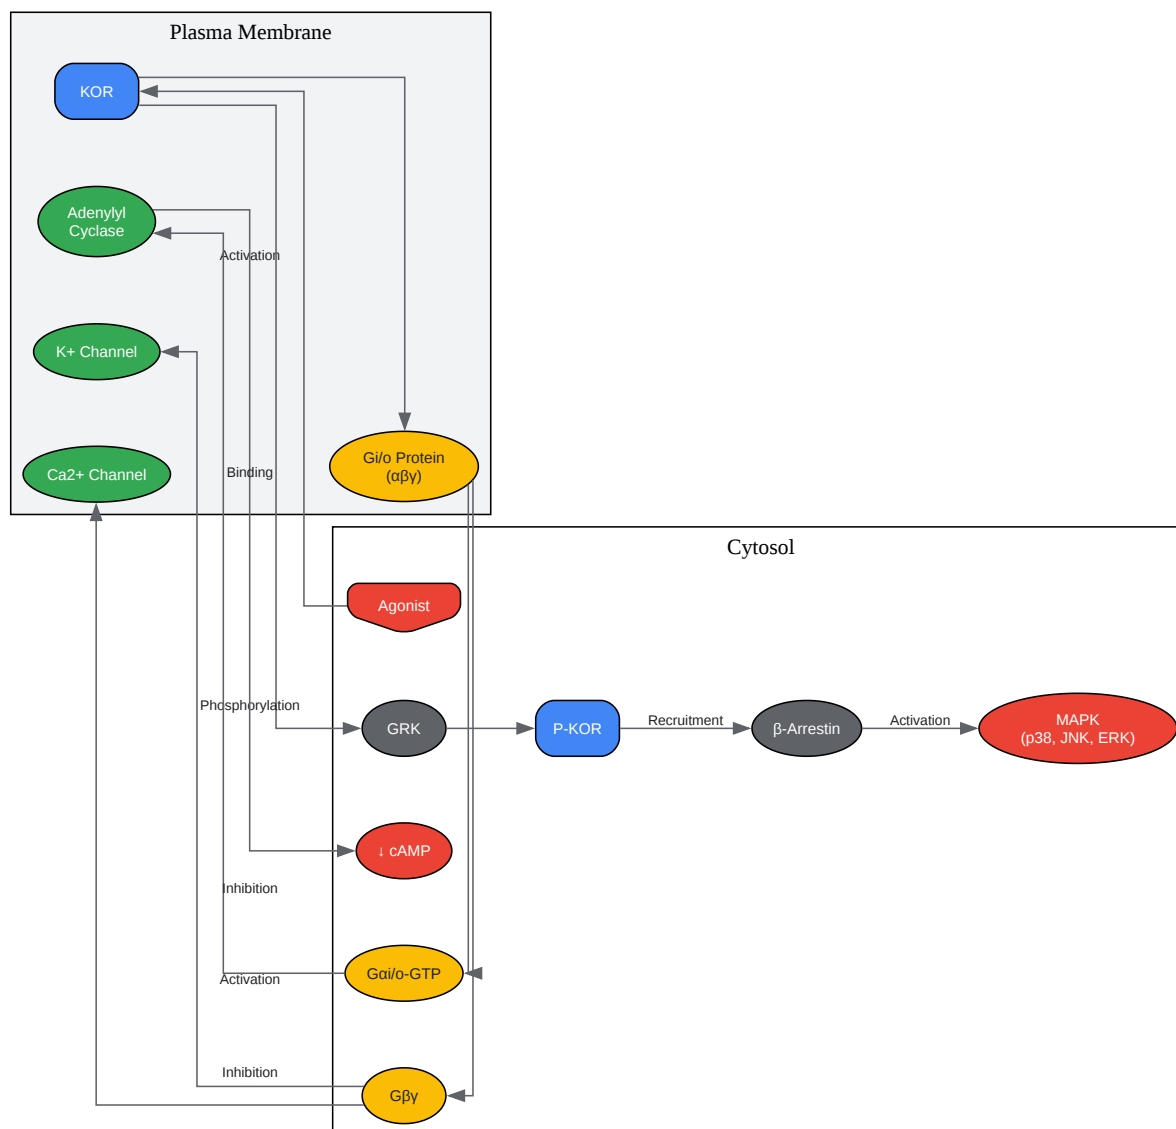 Plasma Membrane
KOR
Adenylyl
Cyclase
Activation
K+ Channel
Gi/o Protein
(αβγ)
Ca2+ Channel
Binding
Cytosol
Agonist
Phosphorylation
GRK
P-KOR
Recruitment
β-Arrestin
Activation
MAPK
(p38, JNK, ERK)
↓ cAMP
Inhibition
Gαi/o-GTP
Activation
Inhibition
Gβγ